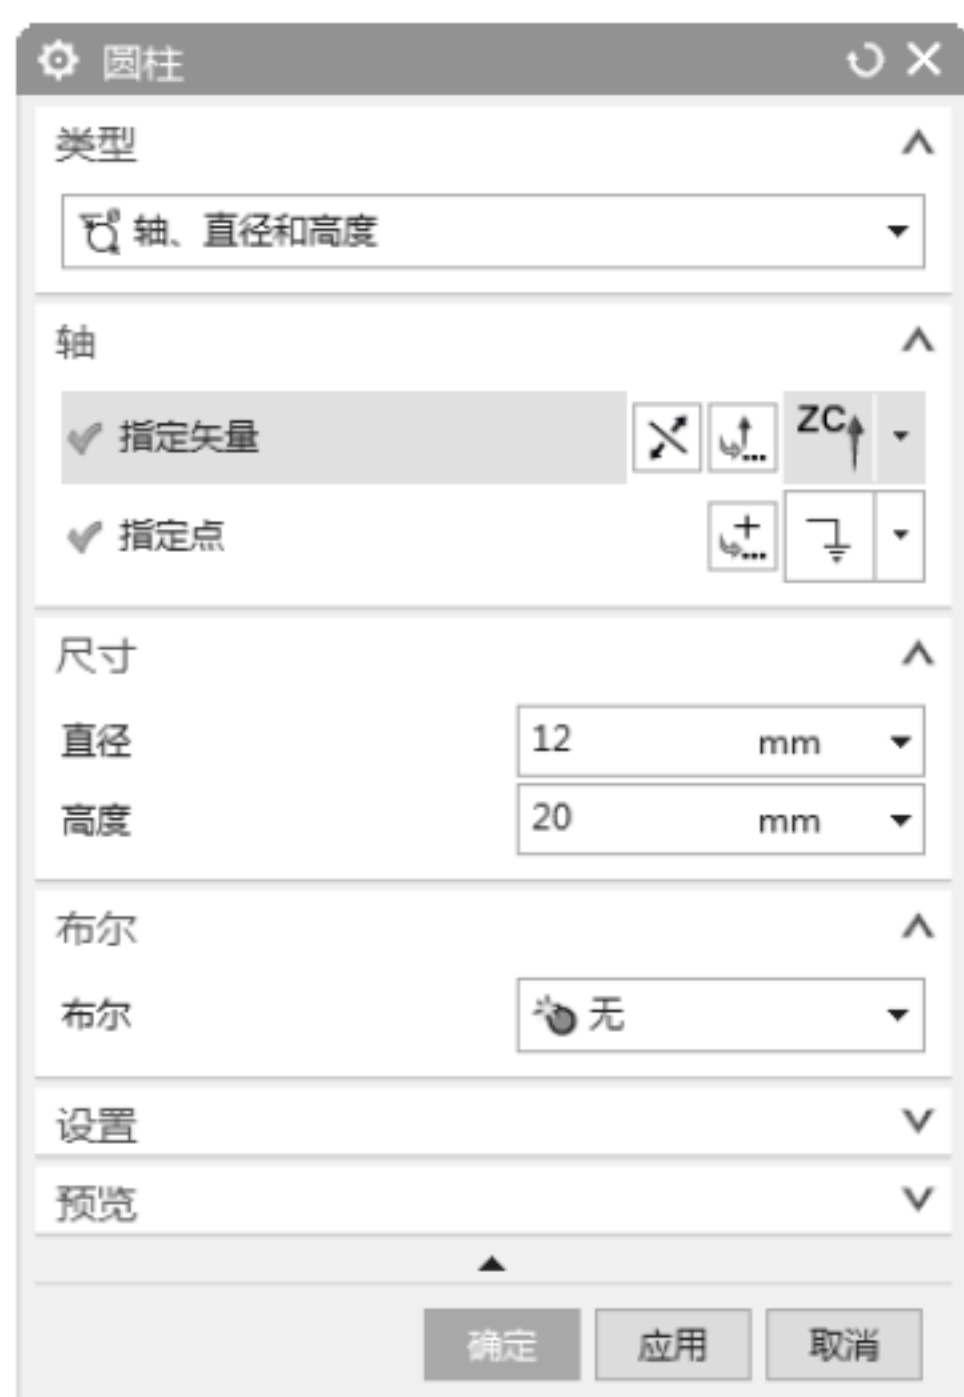 圆柱
类型
轴、直径和高度
轴
指定矢量 ZC
指定点
尺寸
直径 12 mm
高度 20 mm
布尔
布尔 无
设置
预览
确定 应用 取消